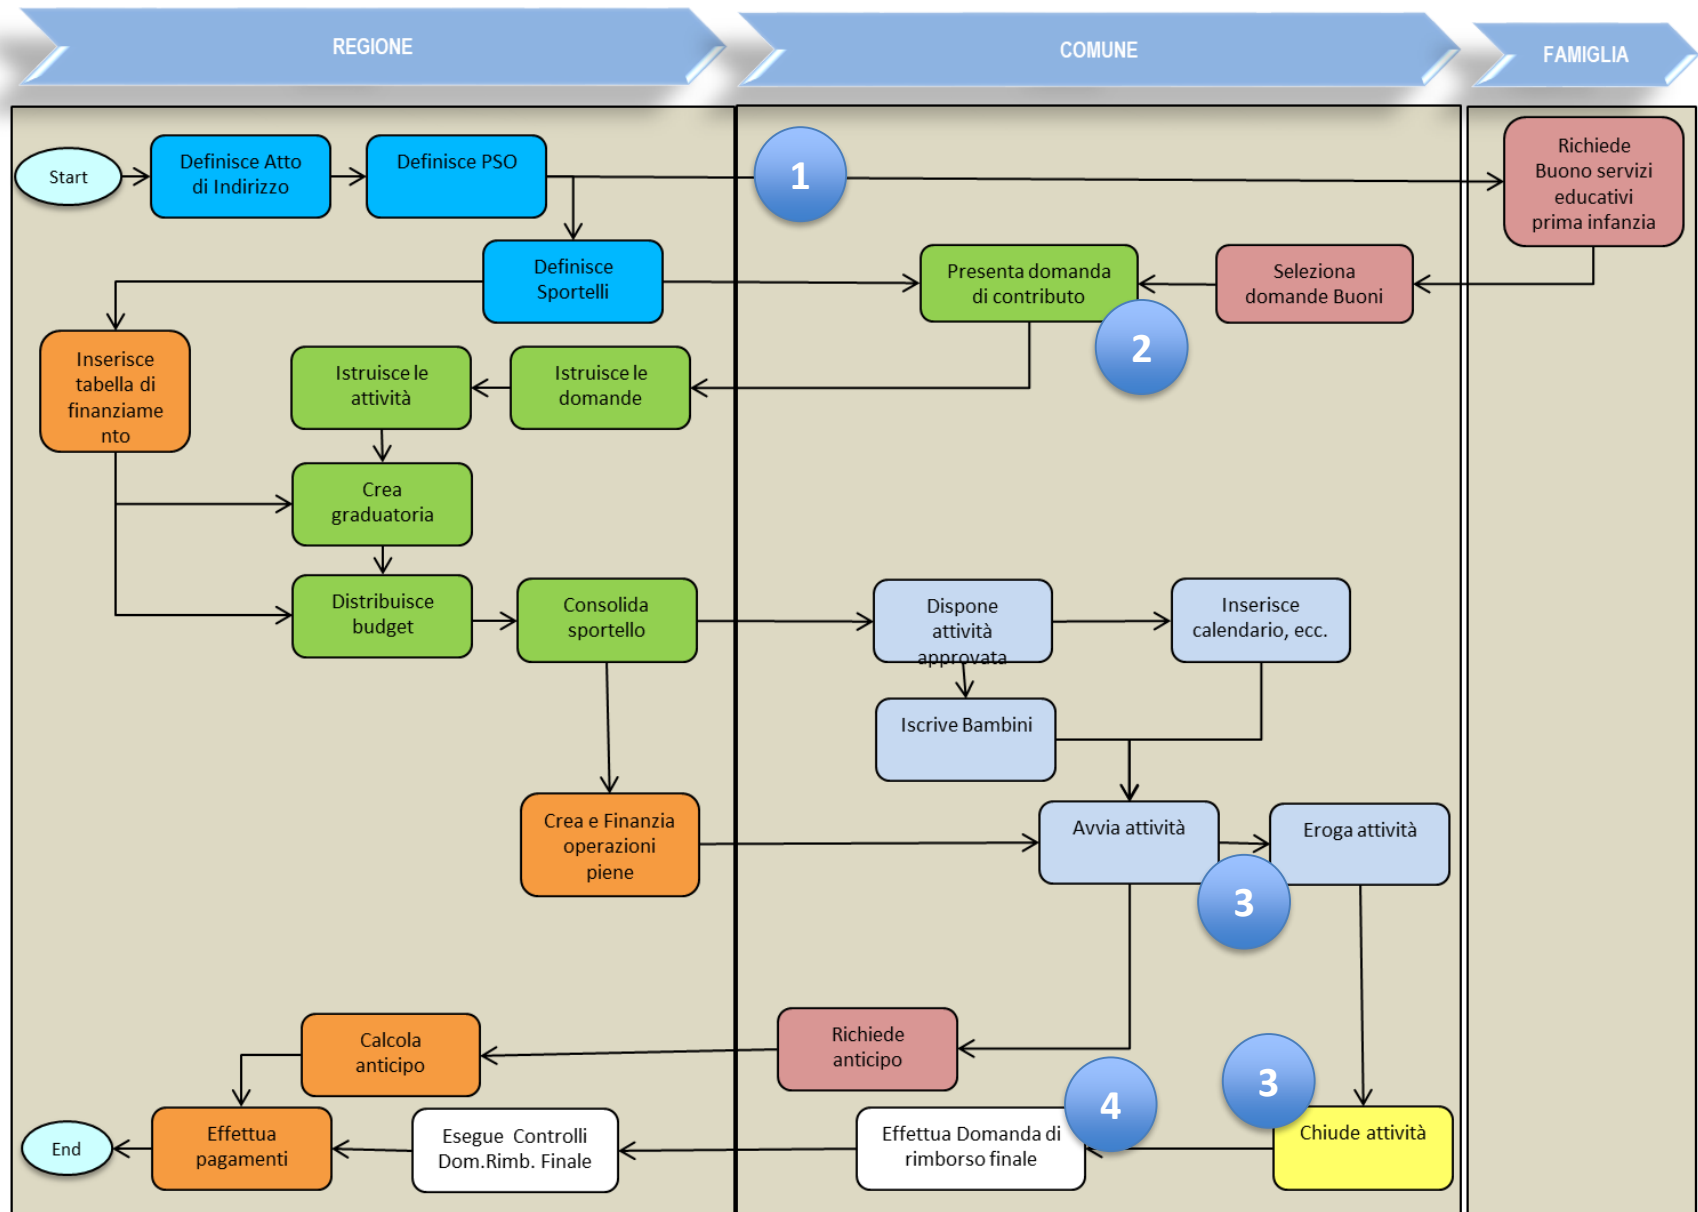 REGIONE
COMUNE
FAMIGLIA
Start
Definisce Atto
di Indirizzo
Definisce PSO
1
Richiede
Buono servizi
educativi
prima infanzia
Definisce
Sportelli
Presenta domanda
di contributo
Seleziona
domande Buoni
2
Inserisce
tabella di
finanziame
nto
Istruisce le
attività
Istruisce le
domande
Crea
graduatoria
Distribuisce
budget
Consolida
sportello
Dispone
attività
approvata
Inserisce
calendario, ecc.
Iscrive Bambini
Crea e Finanzia
operazioni
piene
Avvia attività
Eroga attività
3
Calcola
anticipo
Richiede
anticipo
3
4
End
Effettua
pagamenti
Esegue Controlli
Dom.Rimb. Finale
Effettua Domanda di
rimborso finale
Chiude attività